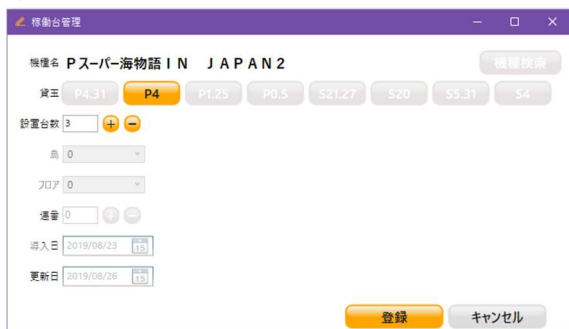 稼働台管理
機種名 Pスーパー海物語IN JAPAN2 機種検索
貸玉 P4.31 P4 P1.25 P0.5 S21.27 S20 S5.31 S4
設置台数 3
島 0
フロア 0
運番 0
導入日 2019/08/23 15
更新日 2019/08/26 15
登録 キャンセル